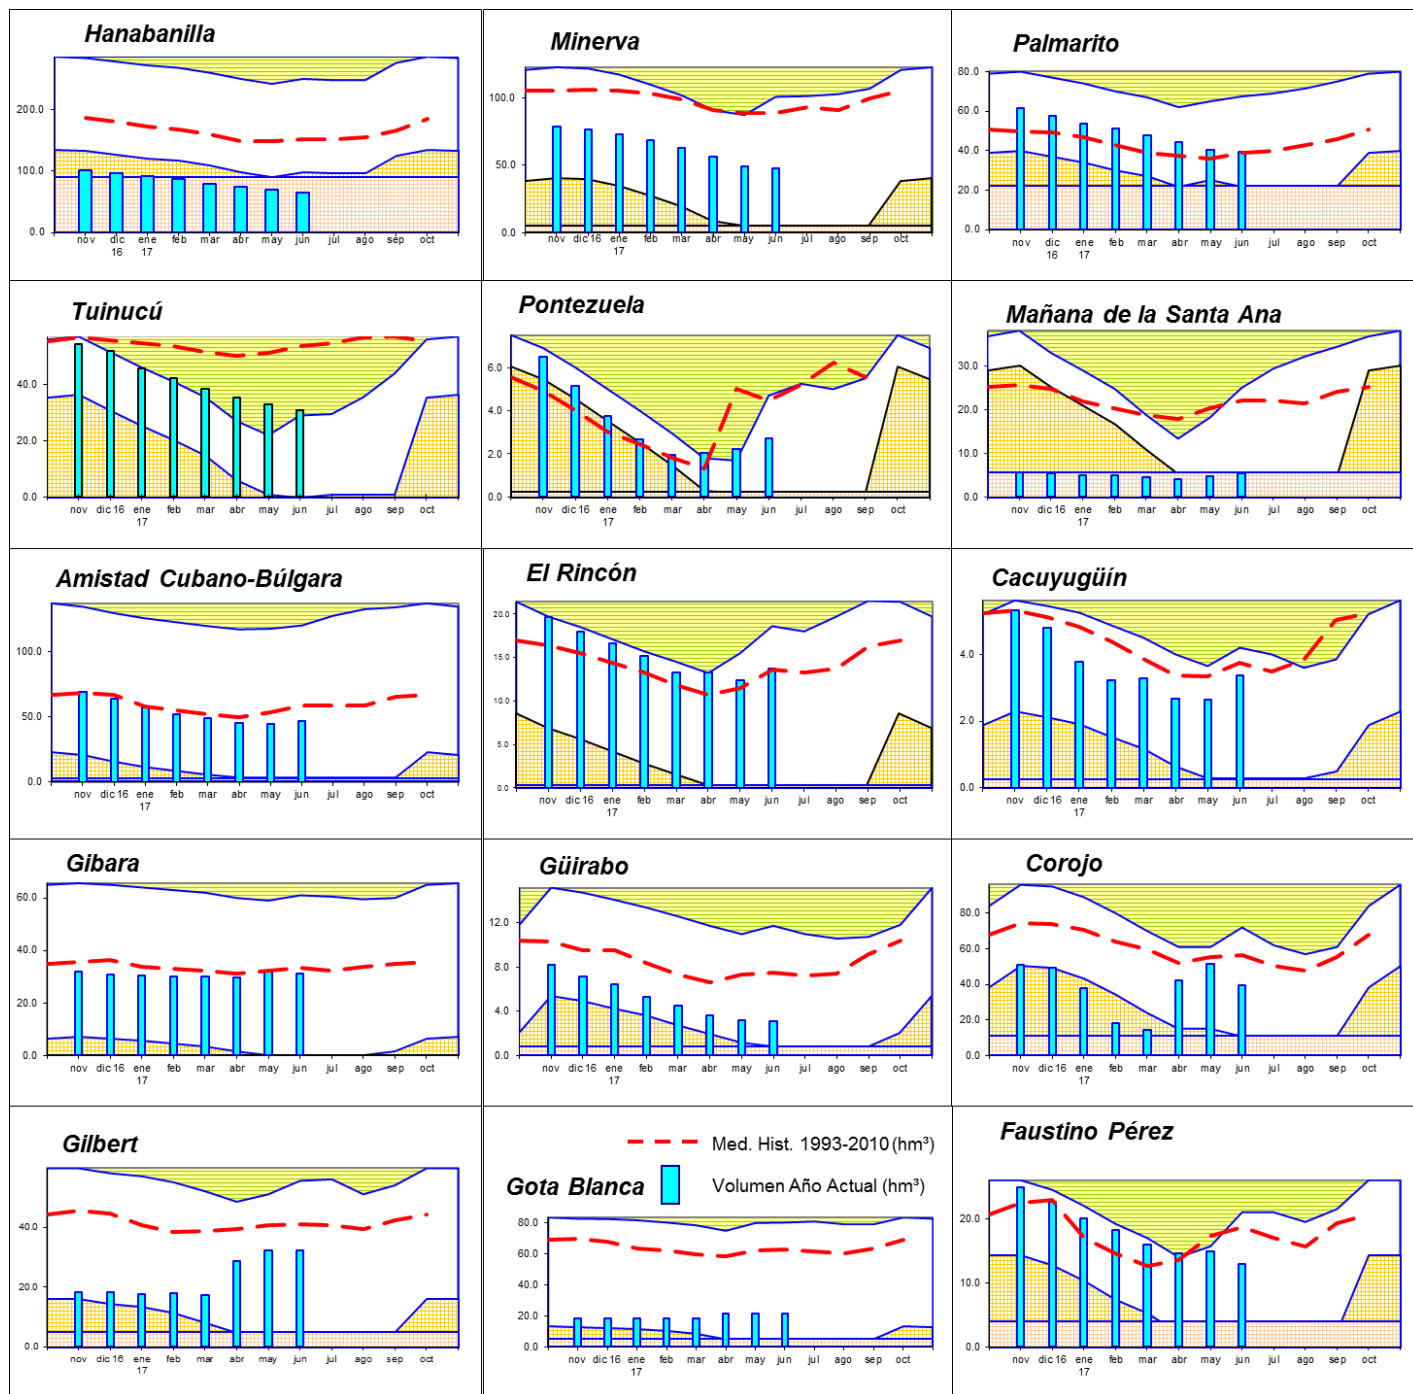 Hanabanilla
200.0
100.0
0.0
nov dic ene feb mar abr may jun jul ago sep oct
16 17
Minerva
100.0
50.0
0.0
nov dic 16 ene feb mar abr may jun jul ago sep oct
17
Palmarito
80.0
60.0
40.0
20.0
0.0
nov dic ene feb mar abr may jun jul ago sep oct
16 17
Tuinucú
40.0
20.0
0.0
nov dic 16 ene feb mar abr may jun jul ago sep oct
17
Pontezuela
6.0
4.0
2.0
0.0
nov dic 16 ene feb mar abr may jun jul ago sep oct
17
Mañana de la Santa Ana
30.0
20.0
10.0
0.0
nov dic 16 ene feb mar abr may jun jul ago sep oct
17
Amistad Cubano-Búlgara
100.0
50.0
0.0
nov dic 16 ene feb mar abr may jun jul ago sep oct
17
El Rincón
20.0
15.0
10.0
5.0
0.0
nov dic 16 ene feb mar abr may jun jul ago sep oct
17
Cacuyugüín
4.0
2.0
0.0
nov dic 16 ene feb mar abr may jun jul ago sep oct
17
Gibara
60.0
40.0
20.0
0.0
nov dic 16 ene feb mar abr may jun jul ago sep oct
17
Güirabo
12.0
8.0
4.0
0.0
nov dic 16 ene feb mar abr may jun jul ago sep oct
17
Corojo
80.0
60.0
40.0
20.0
0.0
nov dic 16 ene feb mar abr may jun jul ago sep oct
17
Gilbert
40.0
20.0
0.0
nov dic 16 ene feb mar abr may jun jul ago sep oct
17
Med. Hist. 1993-2010 (hm³)
Volumen Año Actual (hm³)
Gota Blanca
80.0
60.0
40.0
20.0
0.0
nov dic 16 ene feb mar abr may jun jul ago sep oct
17
Faustino Pérez
20.0
10.0
0.0
nov dic 16 ene feb mar abr may jun jul ago sep oct
17